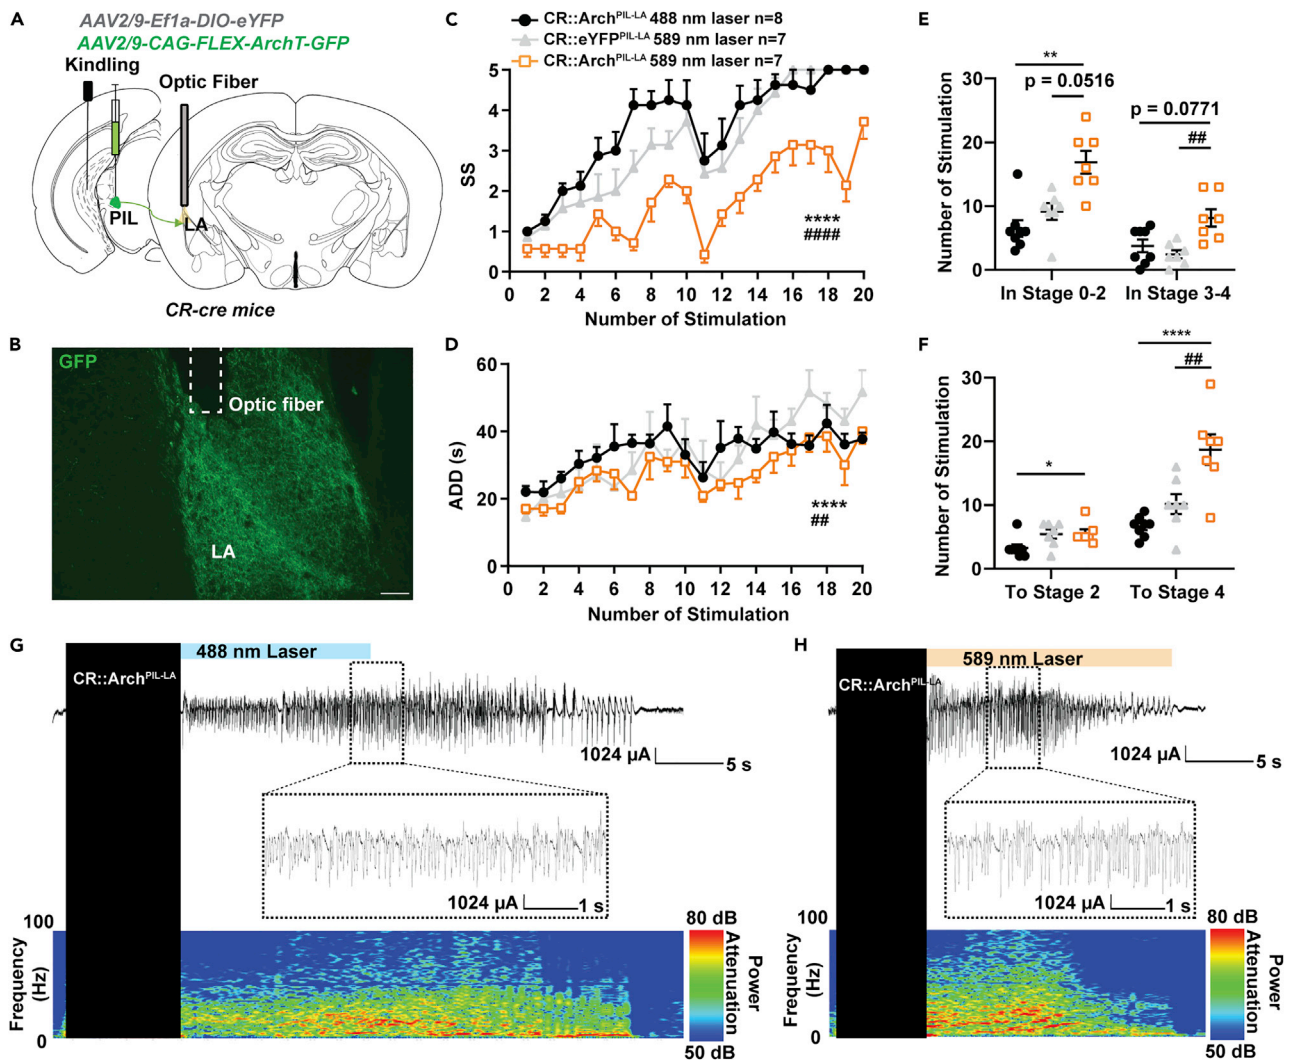 A
AAV2/9-Ef1a-DIO-eYFP
AAV2/9-CAG-FLEX-ArchT-GFP
Kindling
Optic Fiber
PIL
LA
CR-cre mice
B
GFP
Optic fiber
LA
C
CR::Arch^PIL-LA 488 nm laser n=8
CR::eYFP^PIL-LA 589 nm laser n=7
CR::Arch^PIL-LA 589 nm laser n=7
SS
5
4
3
2
1
0
0 2 4 6 8 10 12 14 16 18 20
Number of Stimulation
****
####
D
ADD (s)
60
40
20
0
0 2 4 6 8 10 12 14 16 18 20
Number of Stimulation
****
##
E
Number of Stimulation
30
20
10
0
**
p = 0.0516
p = 0.0771
##
In Stage 0-2 In Stage 3-4
F
Number of Stimulation
30
20
10
0
*
****
##
To Stage 2 To Stage 4
G
488 nm Laser
CR::Arch^PIL-LA
1024 µA
5 s
1024 µA
1 s
100
Frequency
(Hz)
0
80 dB
Power
Attenuation
50 dB
H
589 nm Laser
CR::Arch^PIL-LA
1024 µA
5 s
1024 µA
1 s
100
Frequency
(Hz)
0
80 dB
Power
Attenuation
50 dB